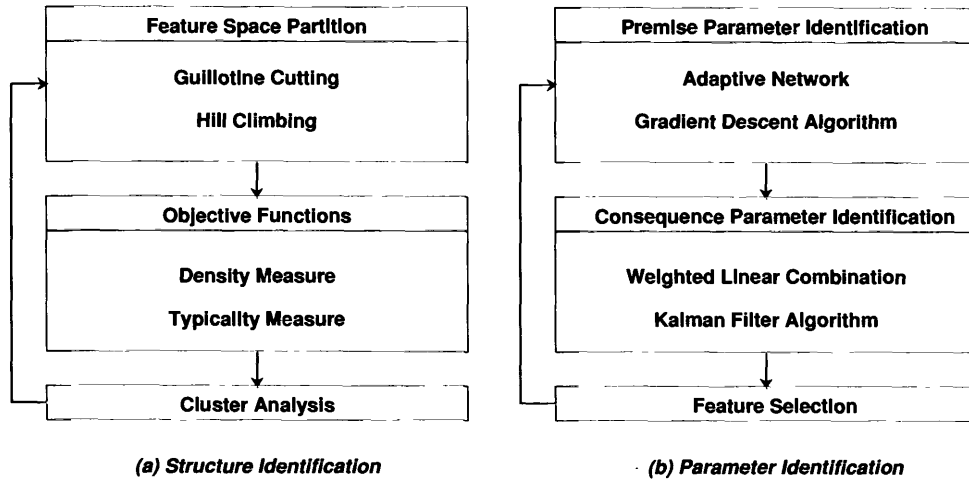 Feature Space Partition
Guillotine Cutting
Hill Climbing
Objective Functions
Density Measure
Typicality Measure
Cluster Analysis
(a) Structure Identification
Premise Parameter Identification
Adaptive Network
Gradient Descent Algorithm
Consequence Parameter Identification
Weighted Linear Combination
Kalman Filter Algorithm
Feature Selection
(b) Parameter Identification